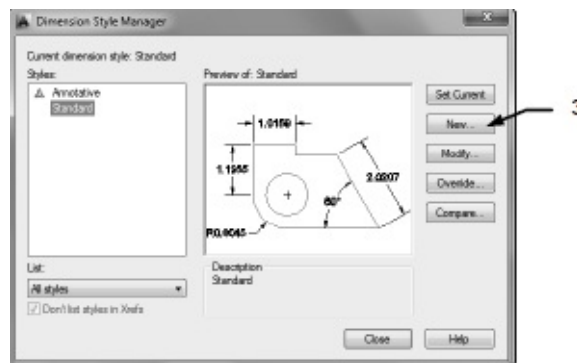 Dimension Style Manager
Current dimension style: Standard
Styles:
Annotative
Standard
Preview of: Standard
1.0159
1.1955
2.0207
60°
Set Current
New...
Modify...
Override...
Compare...
3
List:
All styles
Don't list styles in Xrefs
Description
Standard
Close
Help